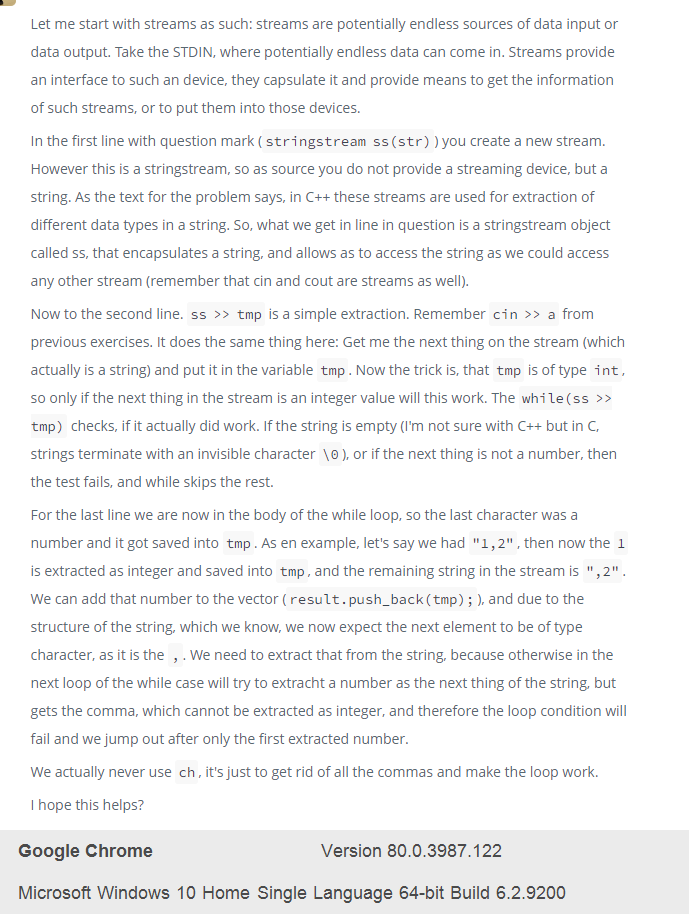 Let me start with streams as such: streams are potentially endless sources of data input or
data output. Take the STDIN, where potentially endless data can come in. Streams provide
an interface to such an device, they capsulate it and provide means to get the information
of such streams, or to put them into those devices.
In the first line with question mark ( stringstream ss(str) ) you create a new stream.
However this is a stringstream, so as source you do not provide a streaming device, but a
string. As the text for the problem says, in C++ these streams are used for extraction of
different data types in a string. So, what we get in line in question is a stringstream object
called ss, that encapsulates a string, and allows as to access the string as we could access
any other stream (remember that cin and cout are streams as well).
Now to the second line. ss >> tmp is a simple extraction. Remember cin >> a from
previous exercises. It does the same thing here: Get me the next thing on the stream (which
actually is a string) and put it in the variable tmp . Now the trick is, that tmp is of type int ,
so only if the next thing in the stream is an integer value will this work. The while(ss >>
tmp) checks, if it actually did work. If the string is empty (I'm not sure with C++ but in C,
strings terminate with an invisible character \0 ), or if the next thing is not a number, then
the test fails, and while skips the rest.
For the last line we are now in the body of the while loop, so the last character was a
number and it got saved into tmp . As en example, let's say we had "1,2" , then now the 1
is extracted as integer and saved into tmp , and the remaining string in the stream is ",2" .
We can add that number to the vector ( result.push_back(tmp); ), and due to the
structure of the string, which we know, we now expect the next element to be of type
character, as it is the , . We need to extract that from the string, because otherwise in the
next loop of the while case will try to extracht a number as the next thing of the string, but
gets the comma, which cannot be extracted as integer, and therefore the loop condition will
fail and we jump out after only the first extracted number.
We actually never use ch , it's just to get rid of all the commas and make the loop work.
I hope this helps?
Google Chrome Version 80.0.3987.122
Microsoft Windows 10 Home Single Language 64-bit Build 6.2.9200